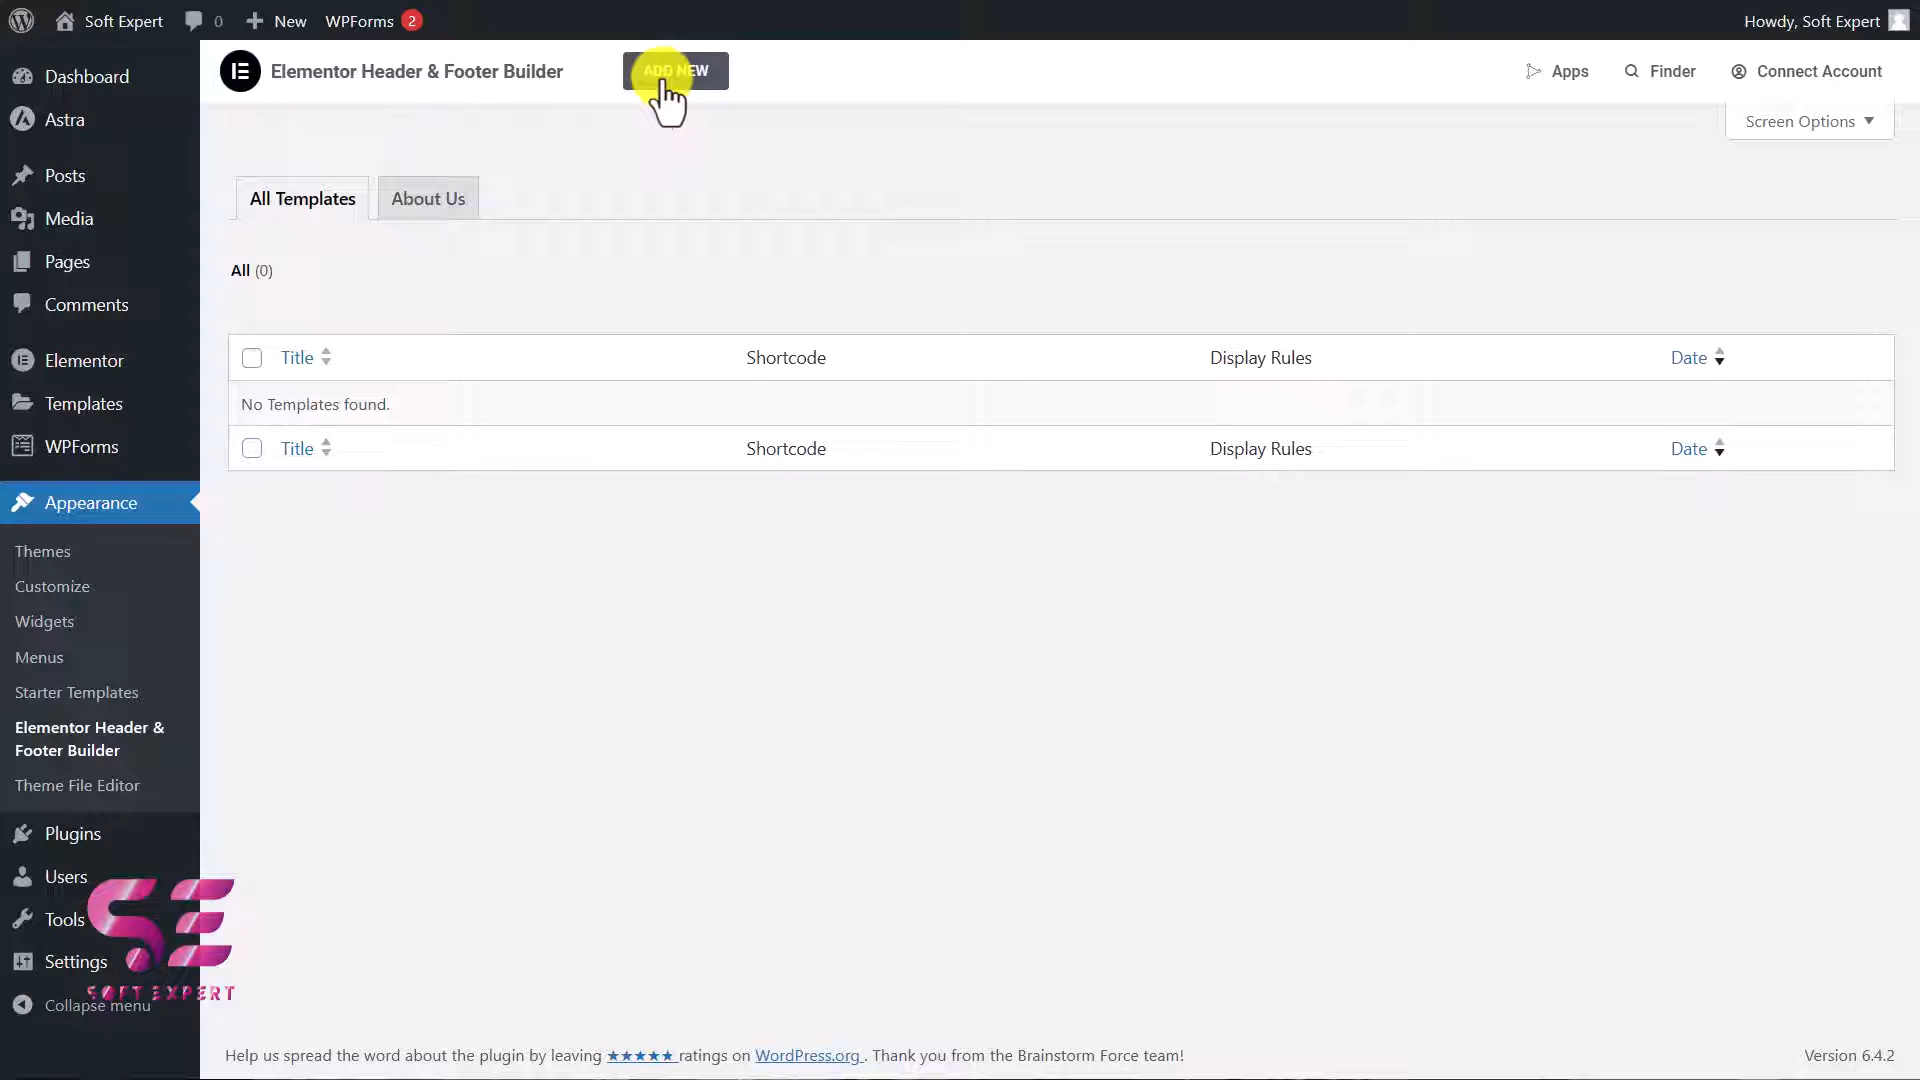 Soft Expert 0 New WPForms 2 Howdy, Soft Expert
Dashboard
Astra
Posts
Media
Pages
Comments
Elementor
Templates
WPForms
Appearance
Themes
Customize
Widgets
Menus
Starter Templates
Elementor Header &
Footer Builder
Theme File Editor
Plugins
Users
Tools
Settings
Collapse menu
SOFT EXPERT
Elementor Header & Footer Builder ADD NEW Apps Finder Connect Account
Screen Options
All Templates About Us
All (0)
Title Shortcode Display Rules Date
No Templates found.
Title Shortcode Display Rules Date
Help us spread the word about the plugin by leaving ★★★★★ ratings on WordPress.org . Thank you from the Brainstorm Force team! Version 6.4.2